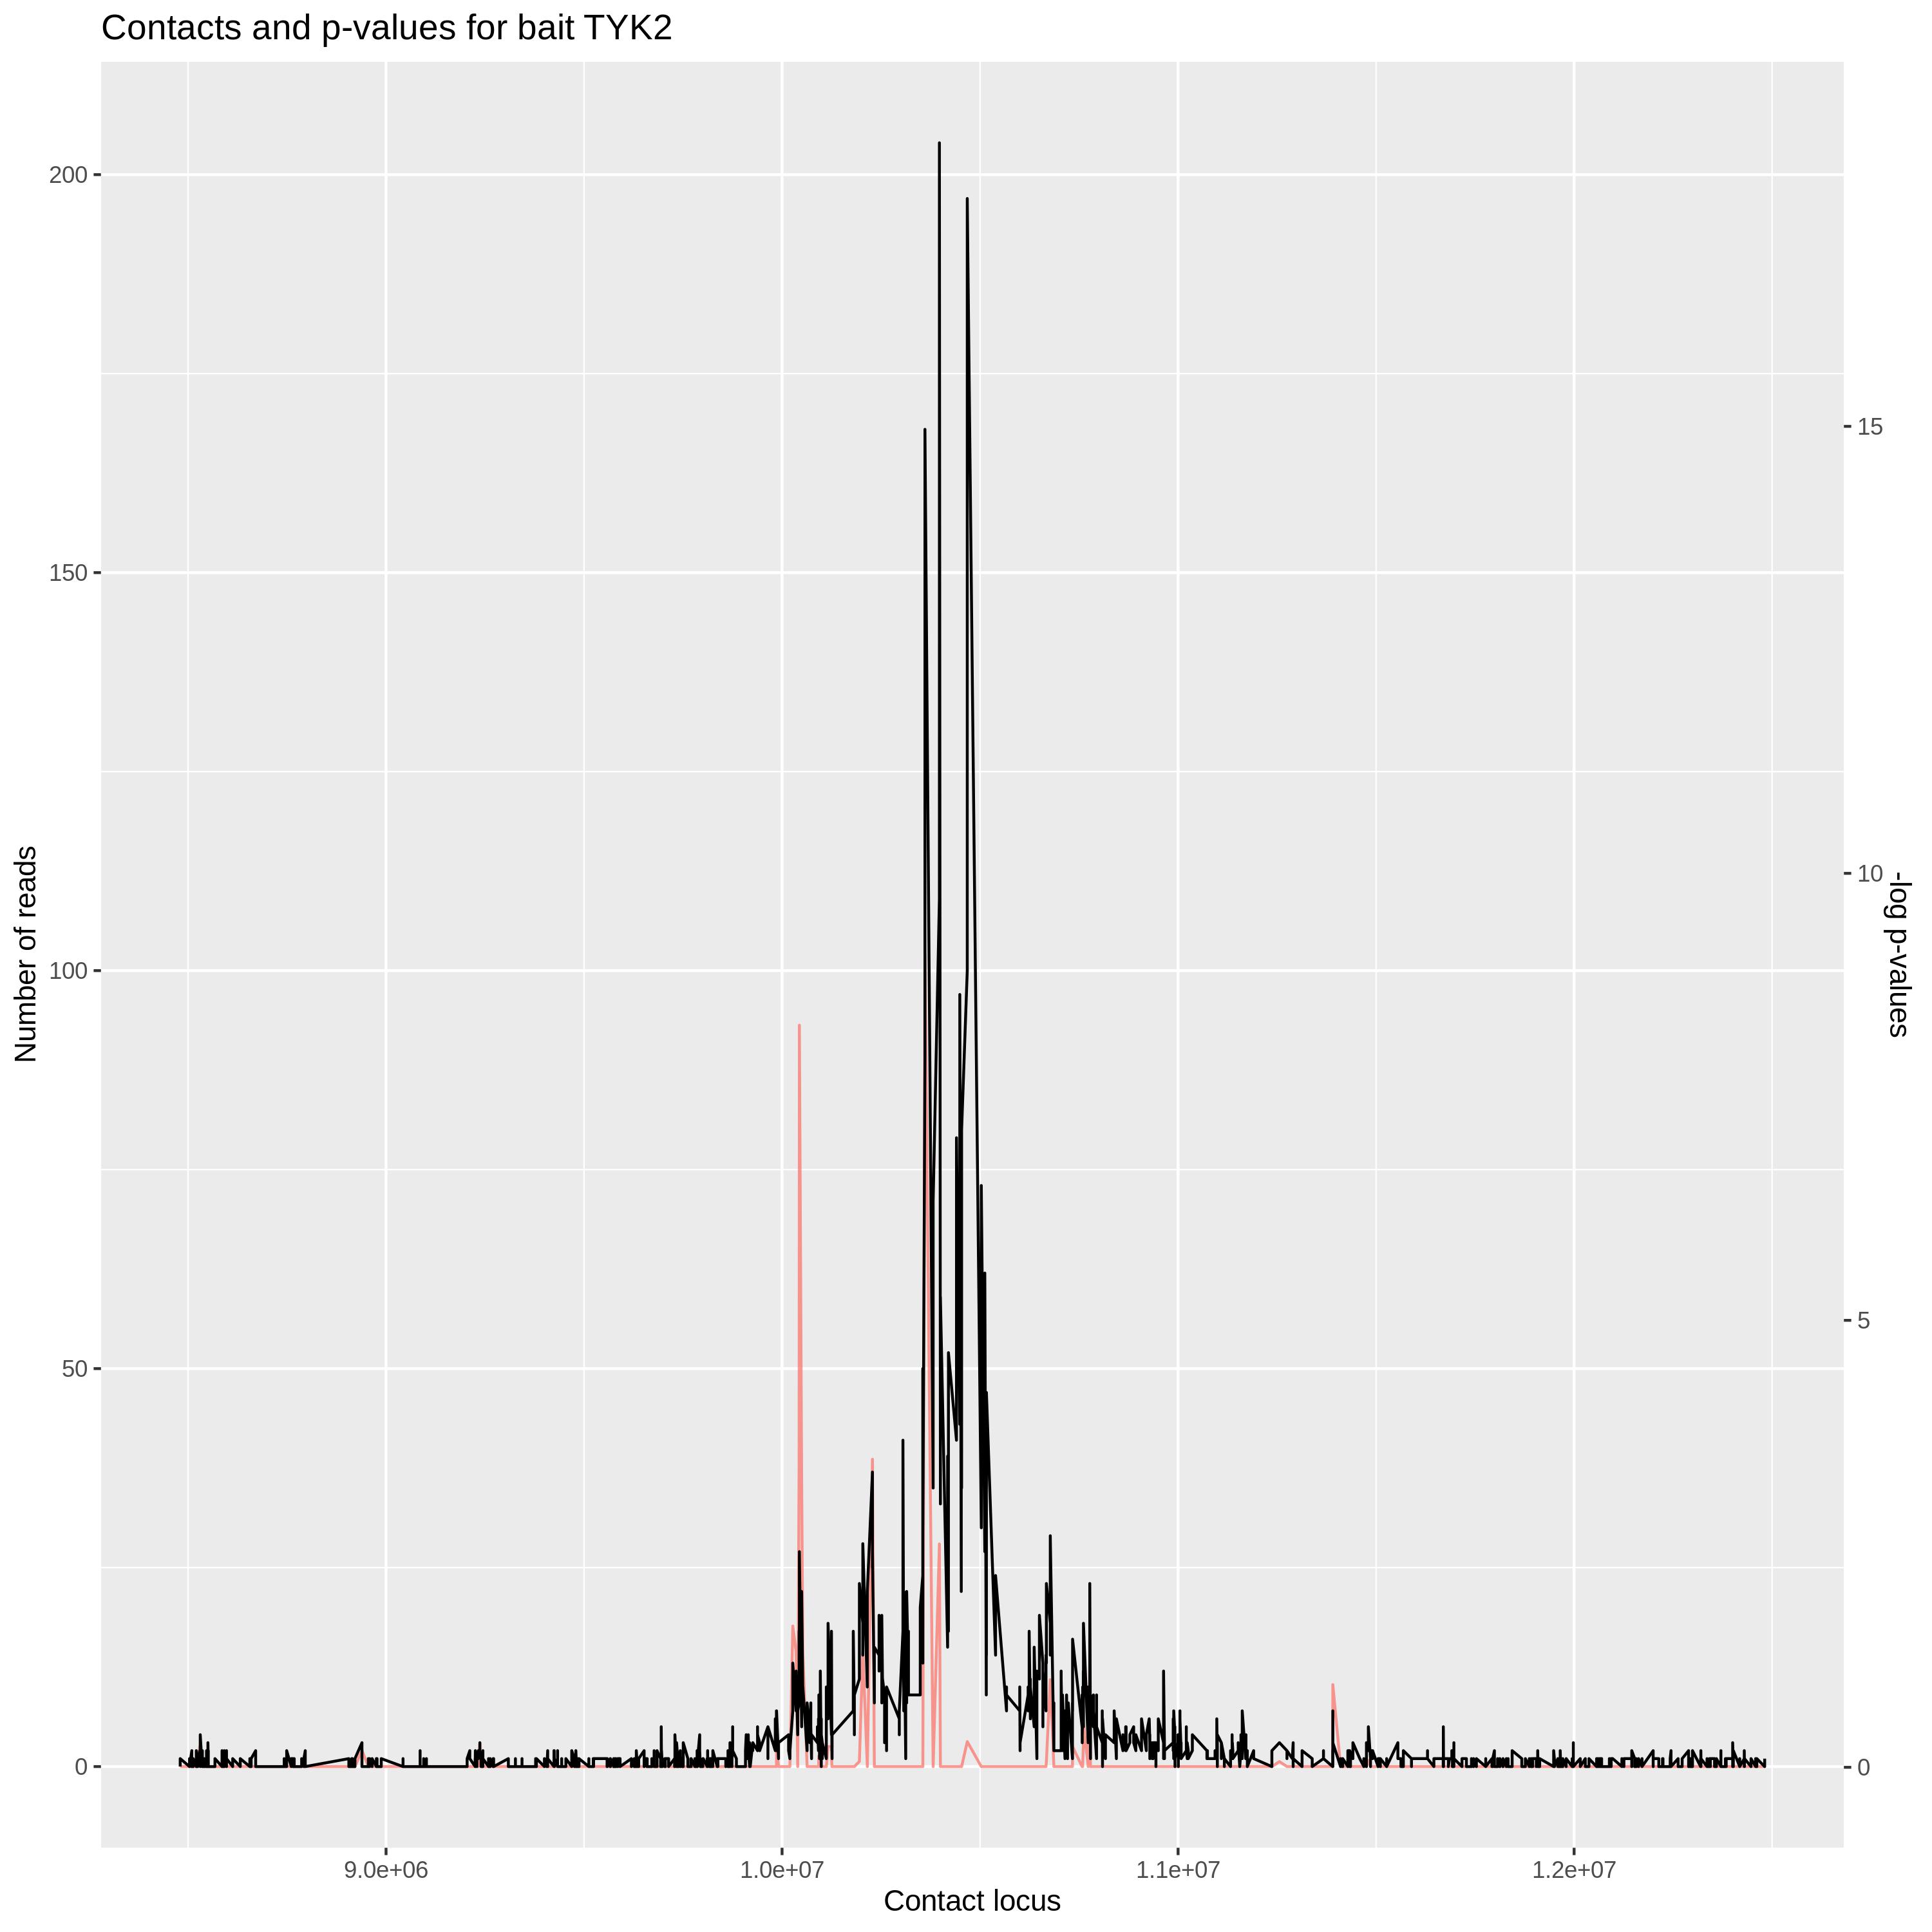 Contacts and p-values for bait TYK2
200
150
100
50
0
Number of reads
15
10
5
0
-log p-values
9.0e+06
1.0e+07
1.1e+07
1.2e+07
Contact locus